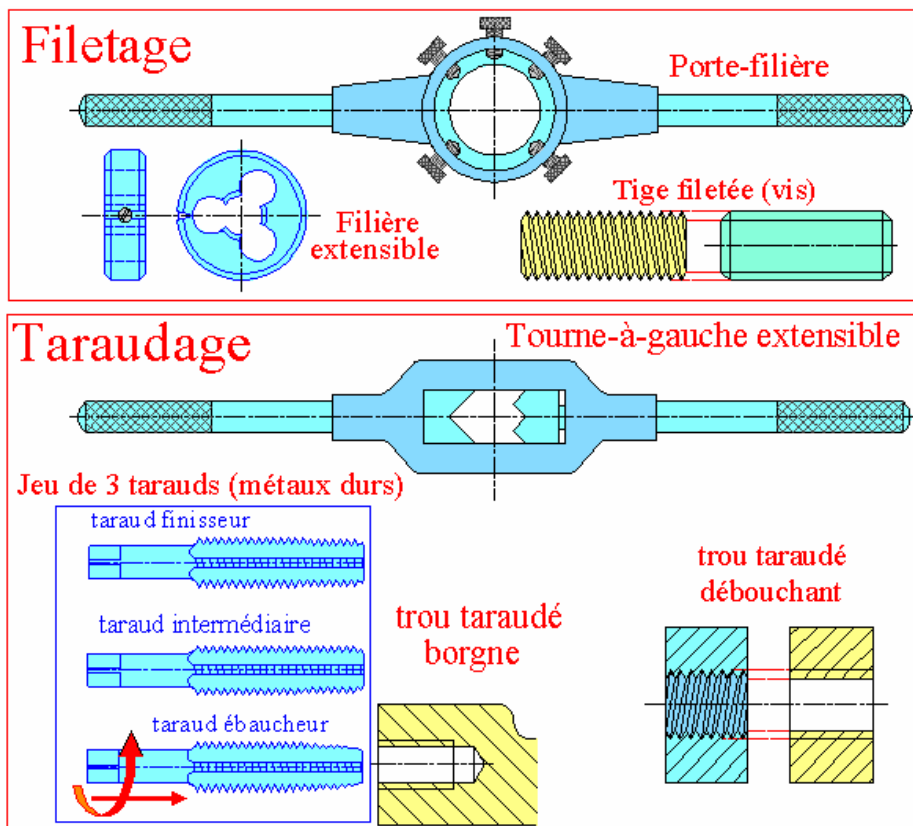 Filetage
Porte-filière
Tige filetée (vis)
Filière
extensible
Taraudage
Tourne-à-gauche extensible
Jeu de 3 tarauds (métaux durs)
taraud finisseur
taraud intermédiaire
taraud ébaucheur
trou taraudé
borgne
trou taraudé
débouchant